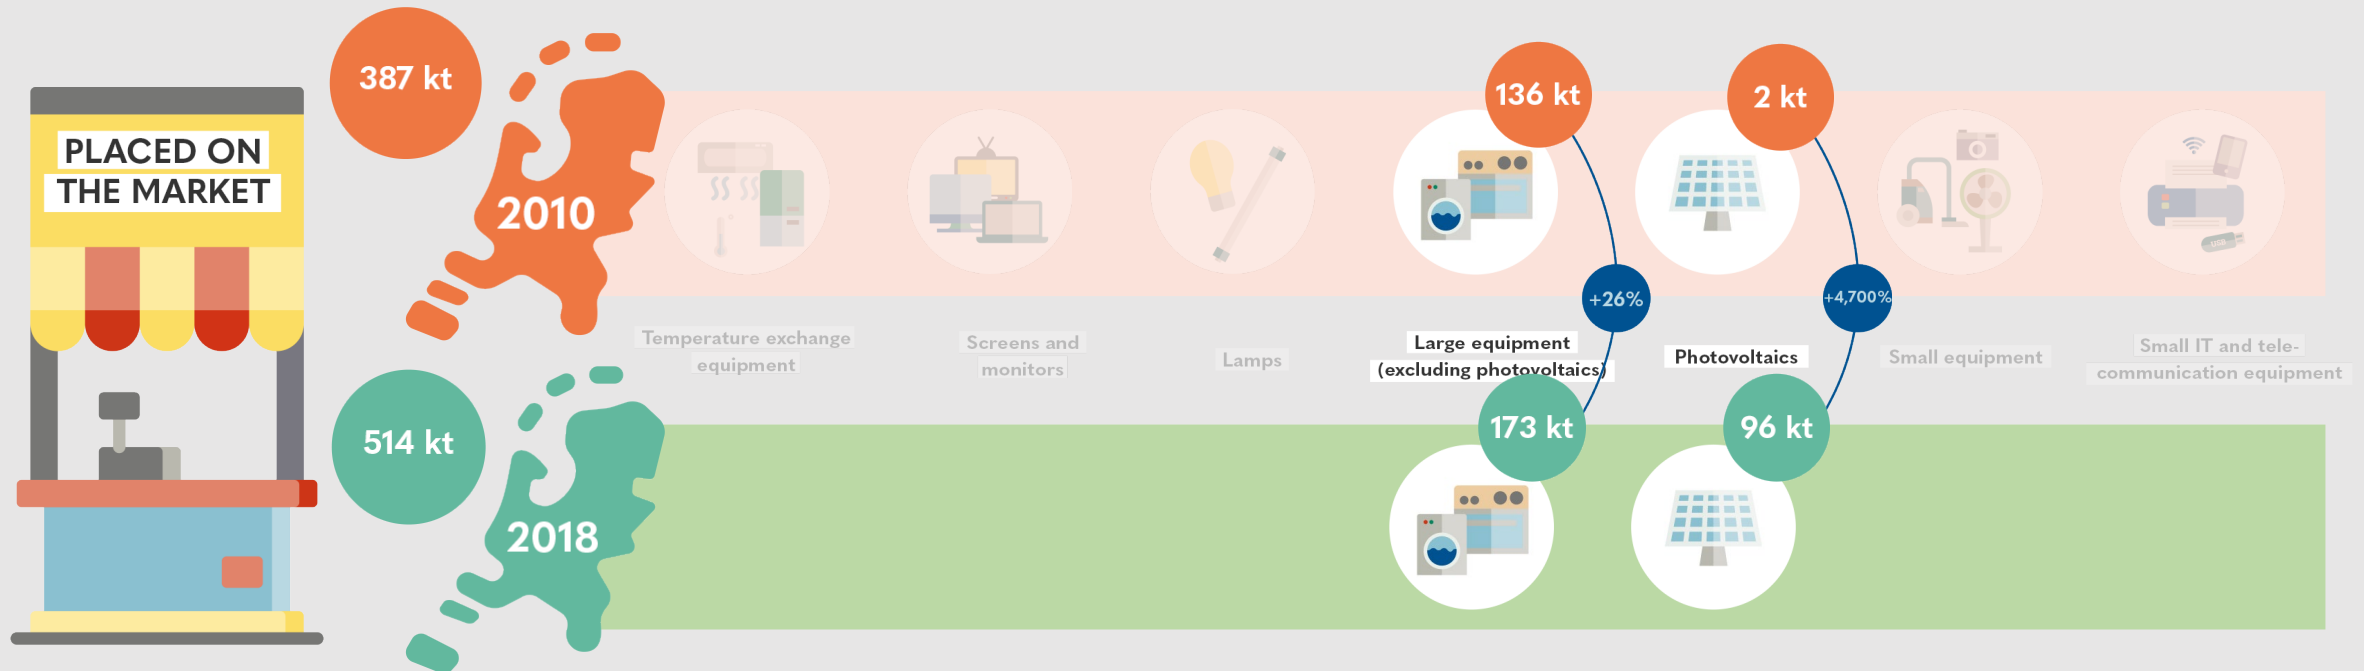 PLACED ON
THE MARKET
387 kt
2010
136 kt
2 kt
USB
+26%
+4,700%
Temperature exchange
equipment
Screens and
monitors
Lamps
Large equipment
(excluding photovoltaics)
Photovoltaics
Small equipment
Small IT and tele-
communication equipment
514 kt
2018
173 kt
96 kt